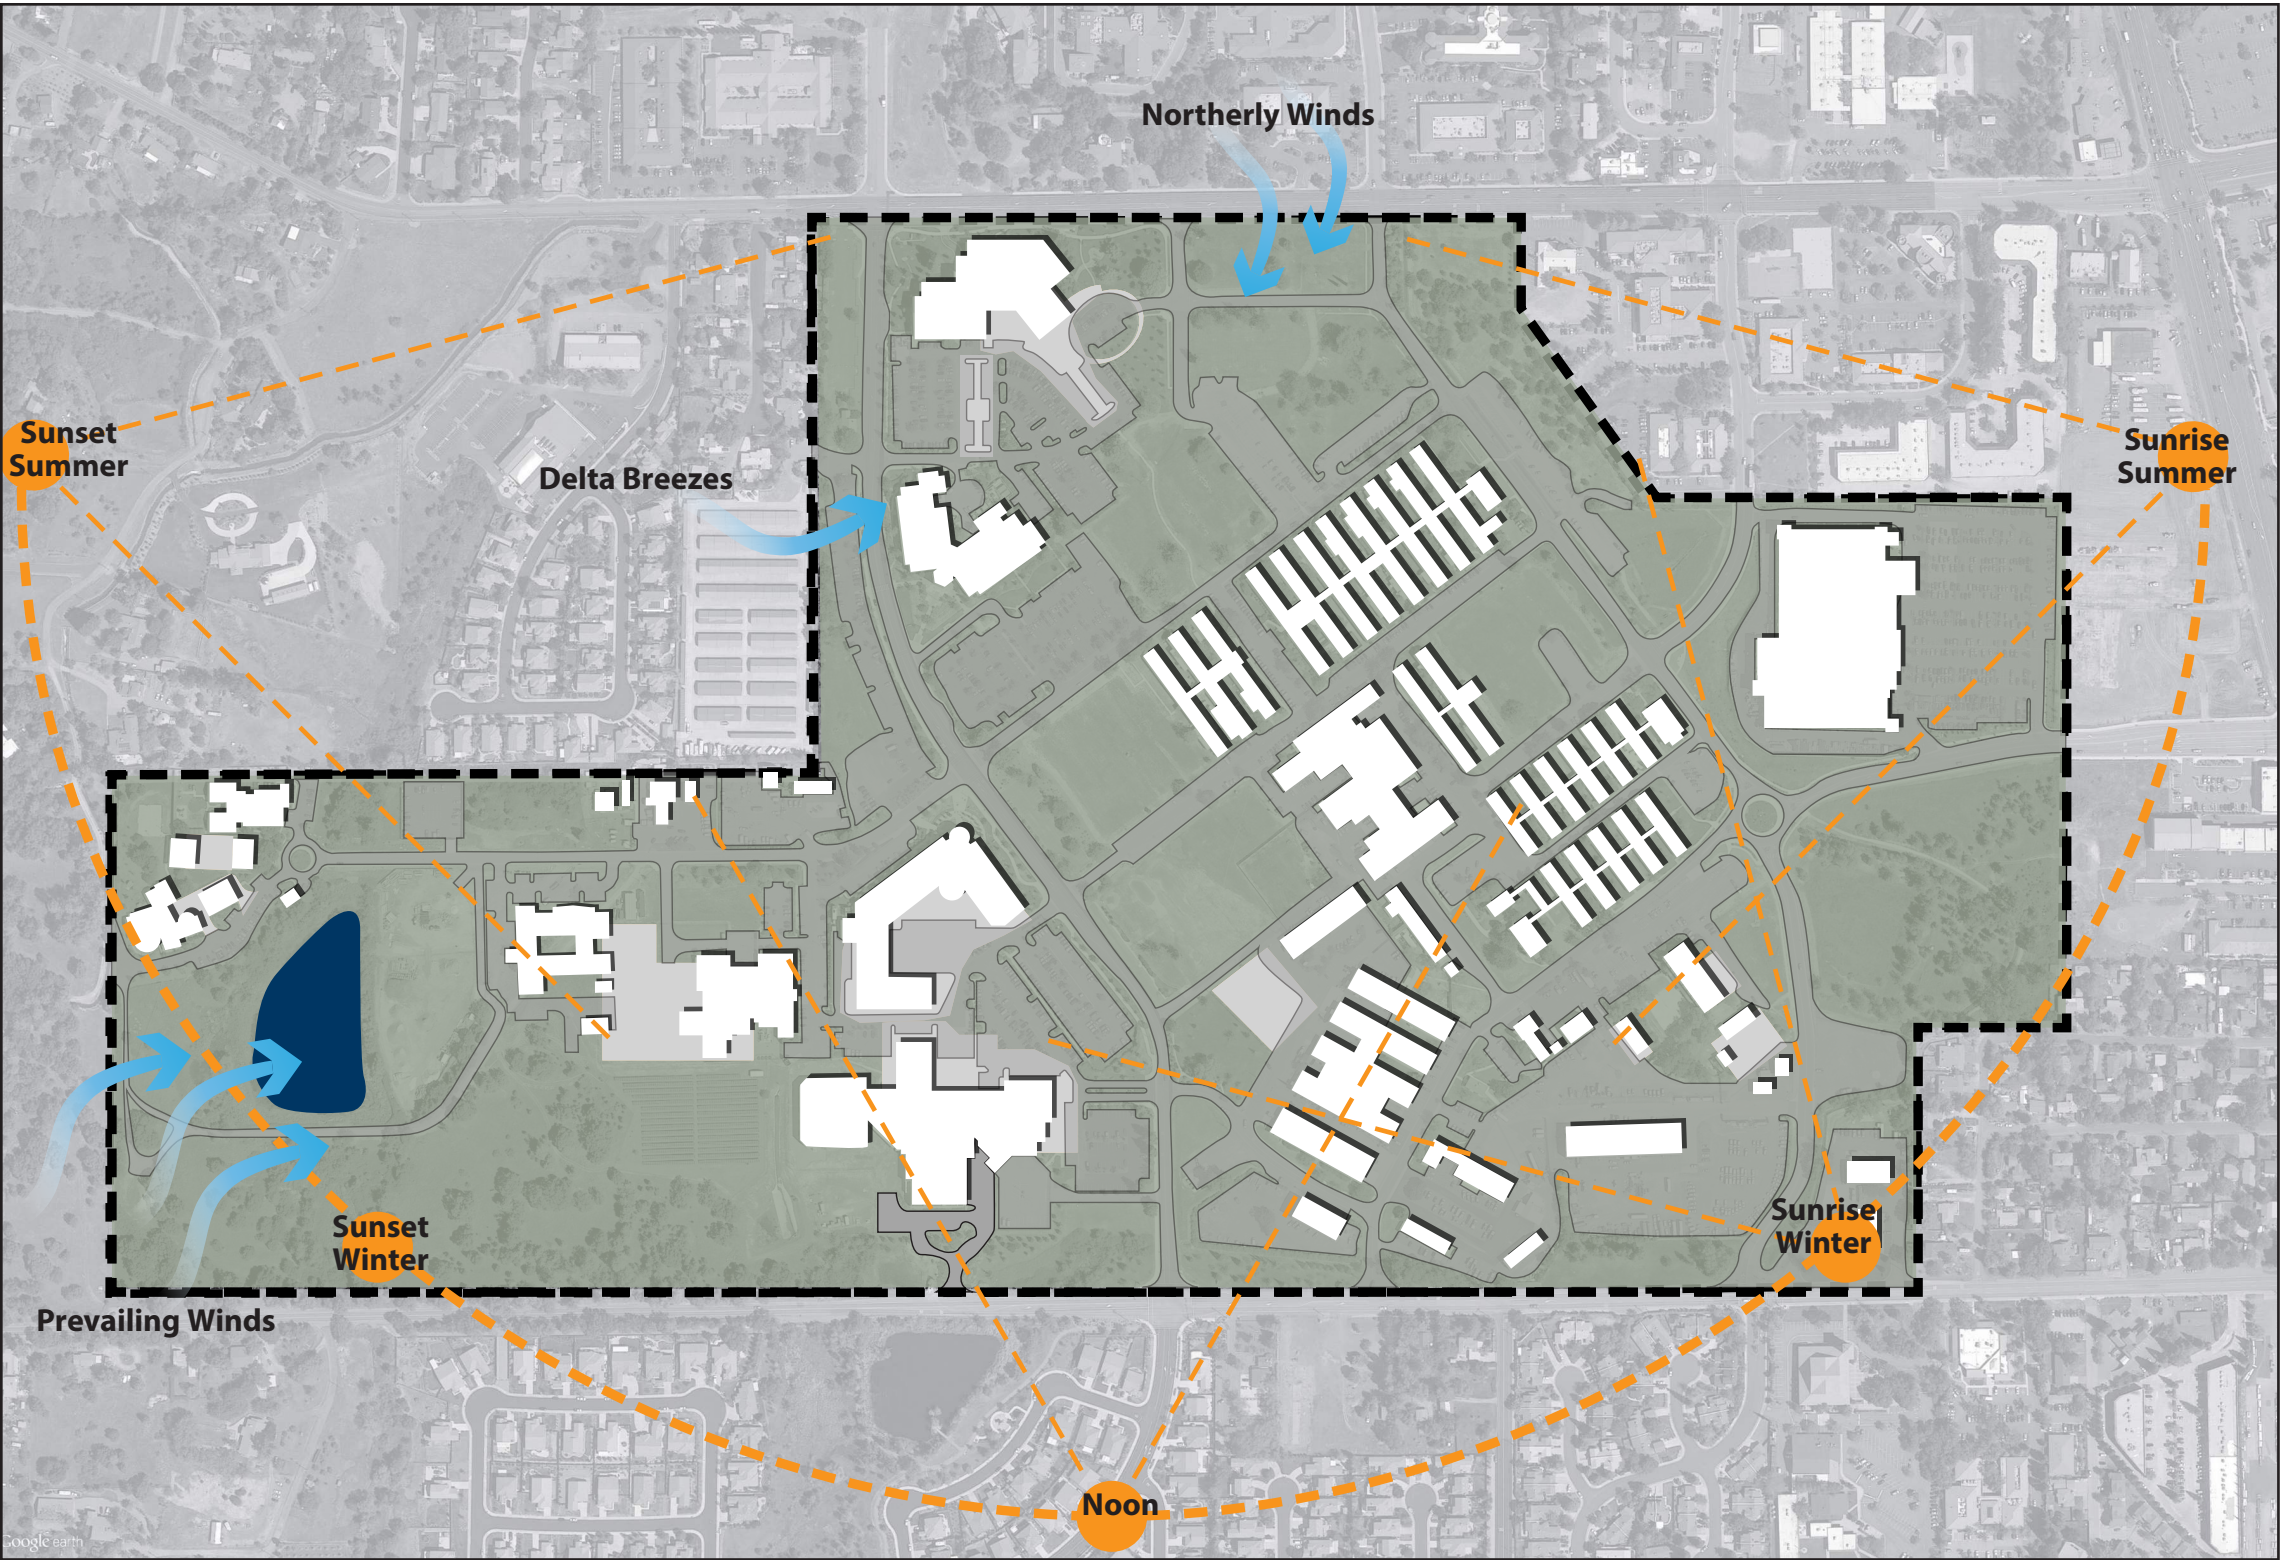 Northerly Winds
Sunset
Summer
Sunrise
Summer
Delta Breezes
Sunset
Winter
Sunrise
Winter
Prevailing Winds
Noon
Google earth